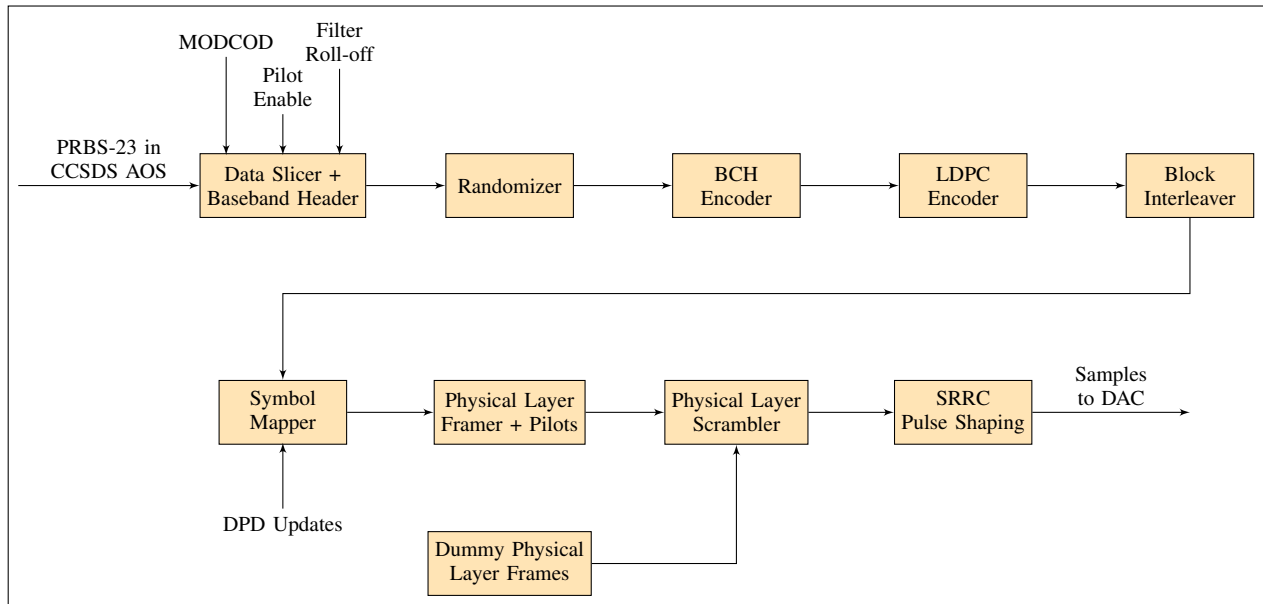 MODCOD
Pilot
Enable
Filter
Roll-off
PRBS-23 in
CCSDS AOS
Data Slicer +
Baseband Header
Randomizer
BCH
Encoder
LDPC
Encoder
Block
Interleaver
Symbol
Mapper
Physical Layer
Framer + Pilots
Physical Layer
Scrambler
SRRC
Pulse Shaping
Samples
to DAC
DPD Updates
Dummy Physical
Layer Frames